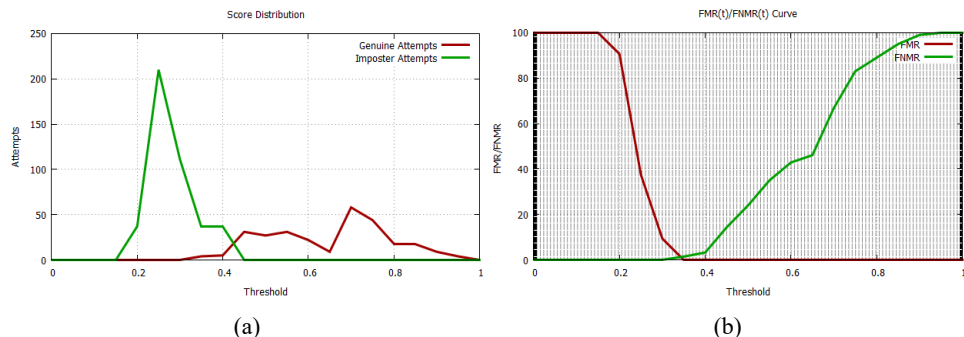 Score Distribution
250
200
150
100
50
0
Attempts
Genuine Attempts
Imposter Attempts
0 0.2 0.4 0.6 0.8 1
Threshold
(a)
FMR(t)/FNMR(t) Curve
100
80
60
40
20
0
FMR/FNMR
FMR
FNMR
0 0.2 0.4 0.6 0.8 1
Threshold
(b)